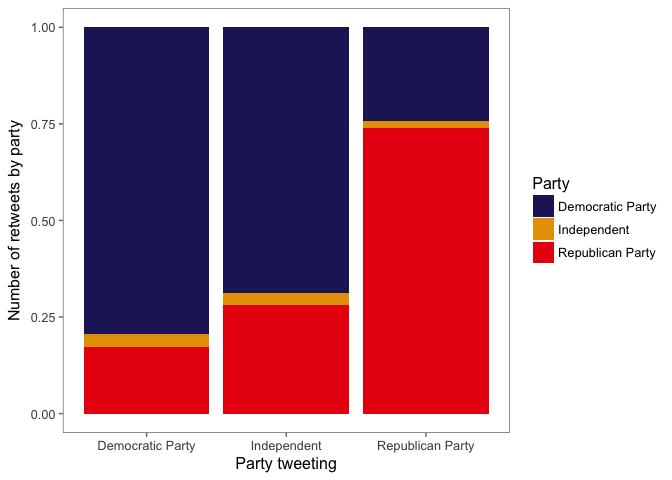 Number of retweets by party
1.00
0.75
0.50
0.25
0.00
Democratic Party
Independent
Republican Party
Party tweeting
Party
Democratic Party
Independent
Republican Party